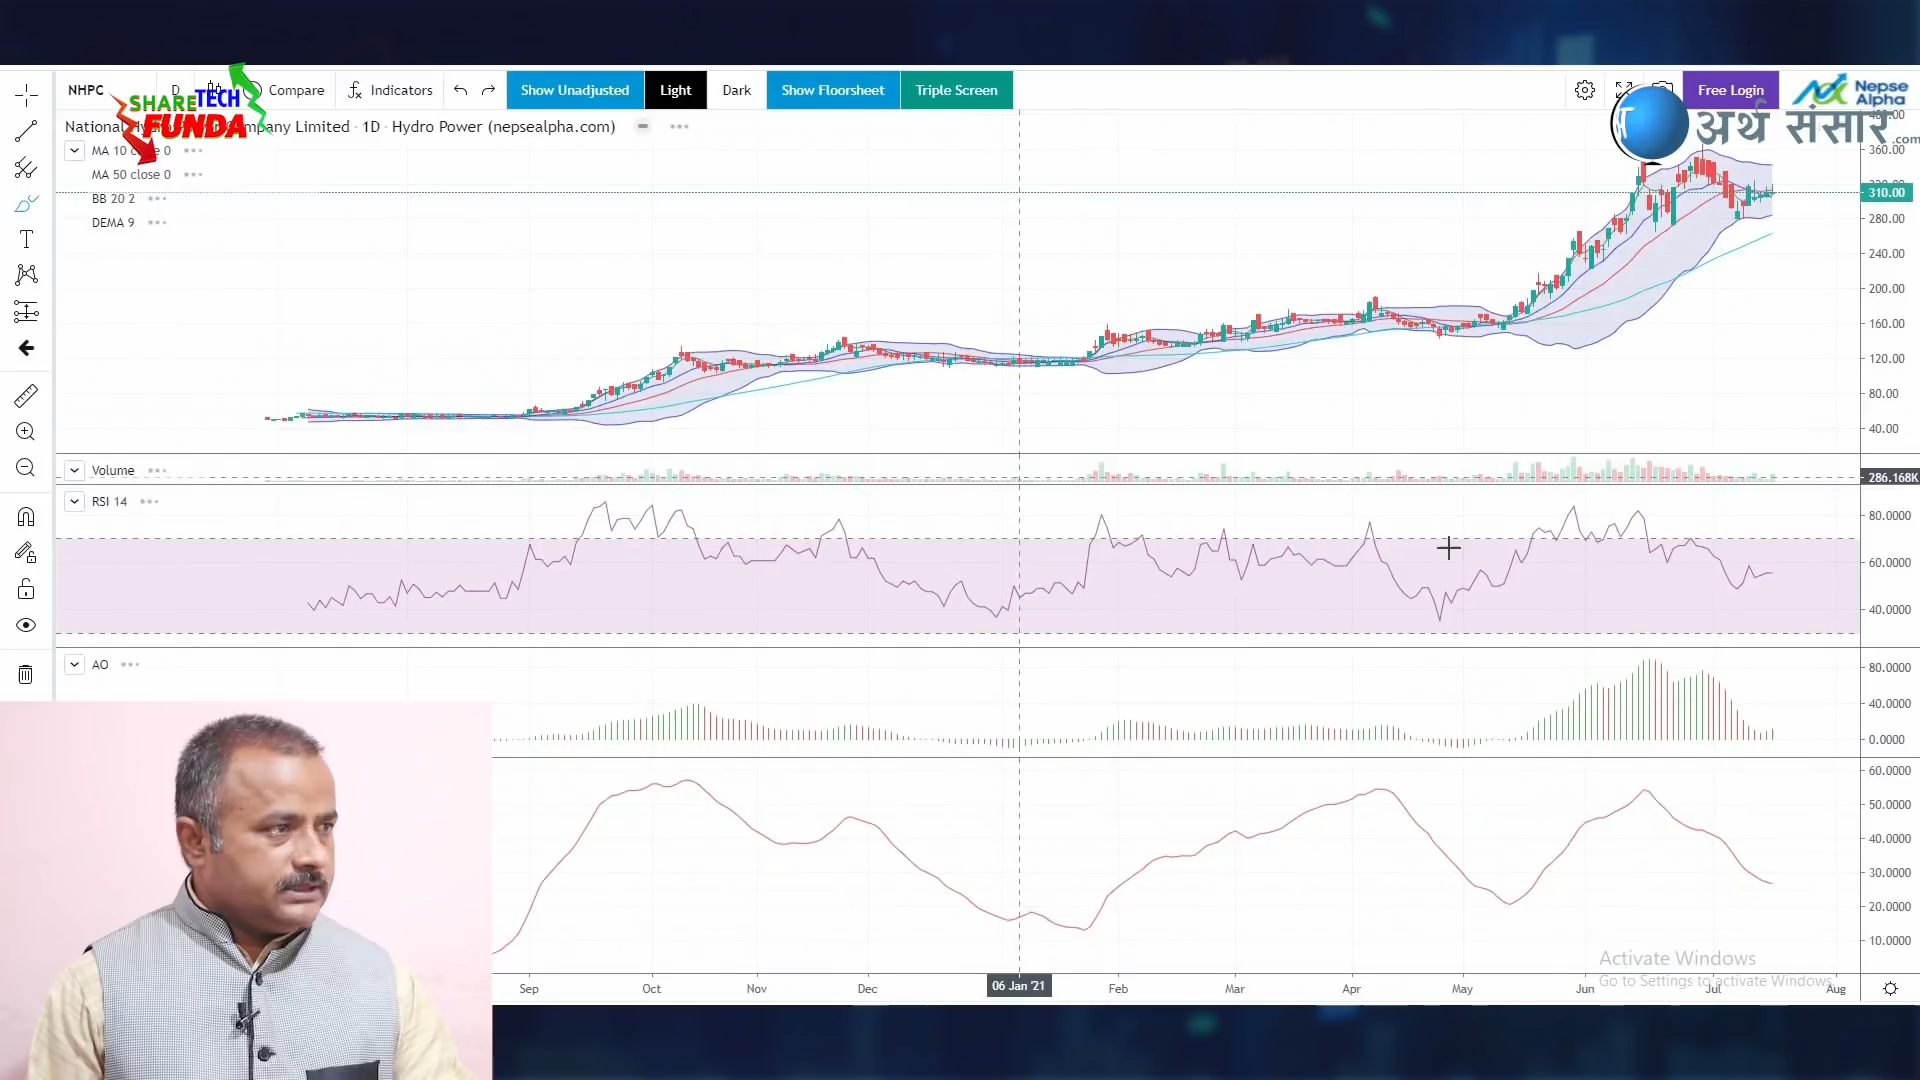 NHPC
D
Compare
Indicators
Show Unadjusted
Light
Dark
Show Floorsheet
Triple Screen
Free Login
Nepse
Alpha
SHARE TECH
FUNDA
अर्थ संसार
.com
1D · Hydro Power (nepsealpha.com)
Limited
MA 50 close 0
BB 20 2
DEMA 9
360.00
310.00
280.00
240.00
200.00
160.00
120.00
80.00
40.00
Volume
286.168K
RSI 14
80.0000
60.0000
40.0000
AO
80.0000
40.0000
0.0000
60.0000
50.0000
40.0000
30.0000
20.0000
10.0000
Activate Windows
Go to Settings to activate Windows.
Sep
Oct
Nov
Dec
06 Jan '21
Feb
Mar
Apr
May
Jun
Jul
Aug